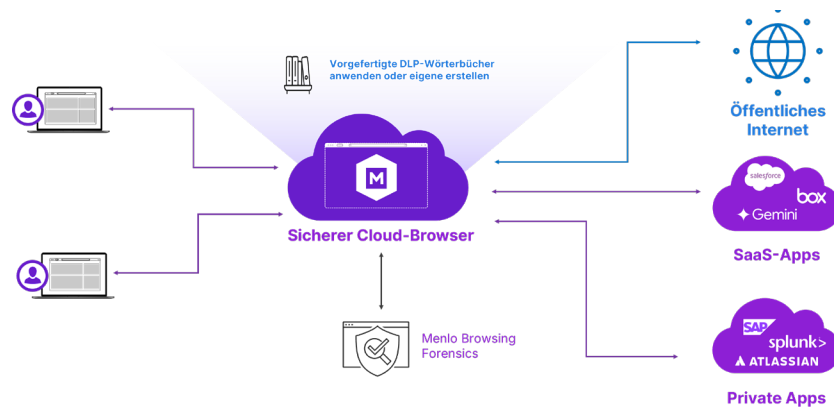 Vorgefertigte DLP-Wörterbücher
anwenden oder eigene erstellen
Öffentliches
Internet
M
Sicherer Cloud-Browser
salesforce
box
Gemini
SaaS-Apps
Menlo Browsing
Forensics
SAP
splunk>
ATLASSIAN
Private Apps